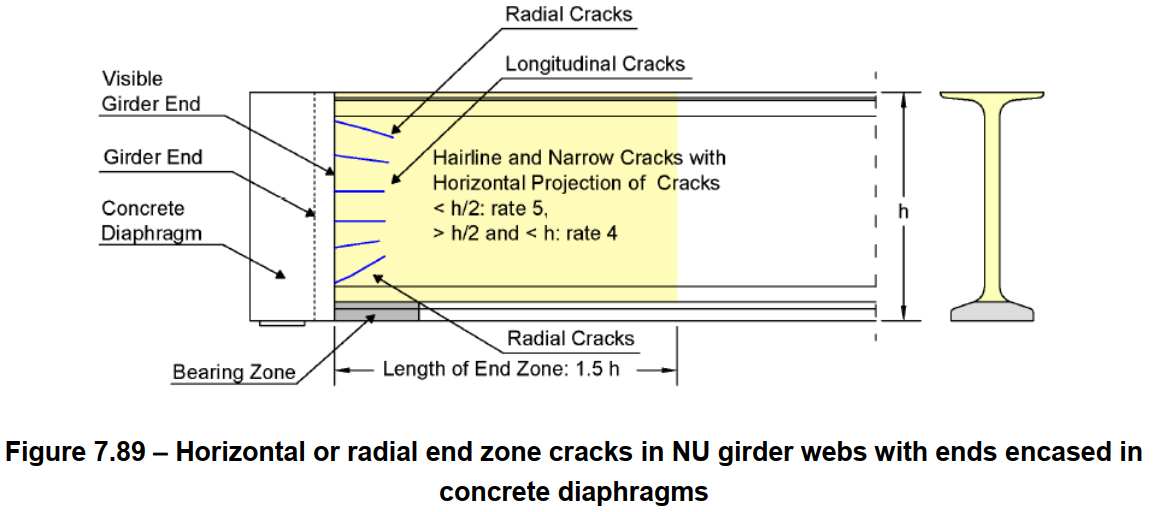 Radial Cracks
Longitudinal Cracks
Visible
Girder End
Girder End
Concrete
Diaphragm
Hairline and Narrow Cracks with
Horizontal Projection of Cracks
< h/2: rate 5,
> h/2 and < h: rate 4
h
Radial Cracks
Bearing Zone
Length of End Zone: 1.5 h
Figure 7.89 – Horizontal or radial end zone cracks in NU girder webs with ends encased in
concrete diaphragms